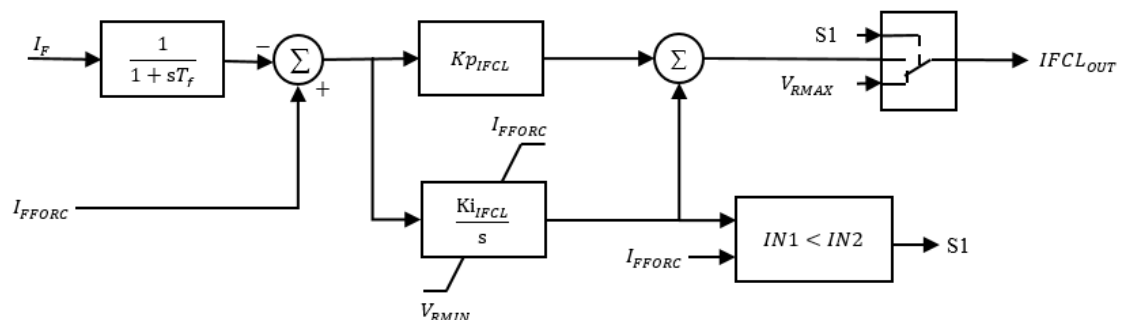 I_F
1
1 + sT_f
−
Σ
+
Kp_IFCL
Σ
S1
V_RMAX
IFCL_OUT
I_FFORC
I_FFORC
Ki_IFCL
s
V_RMIN
I_FFORC
IN1 < IN2
S1